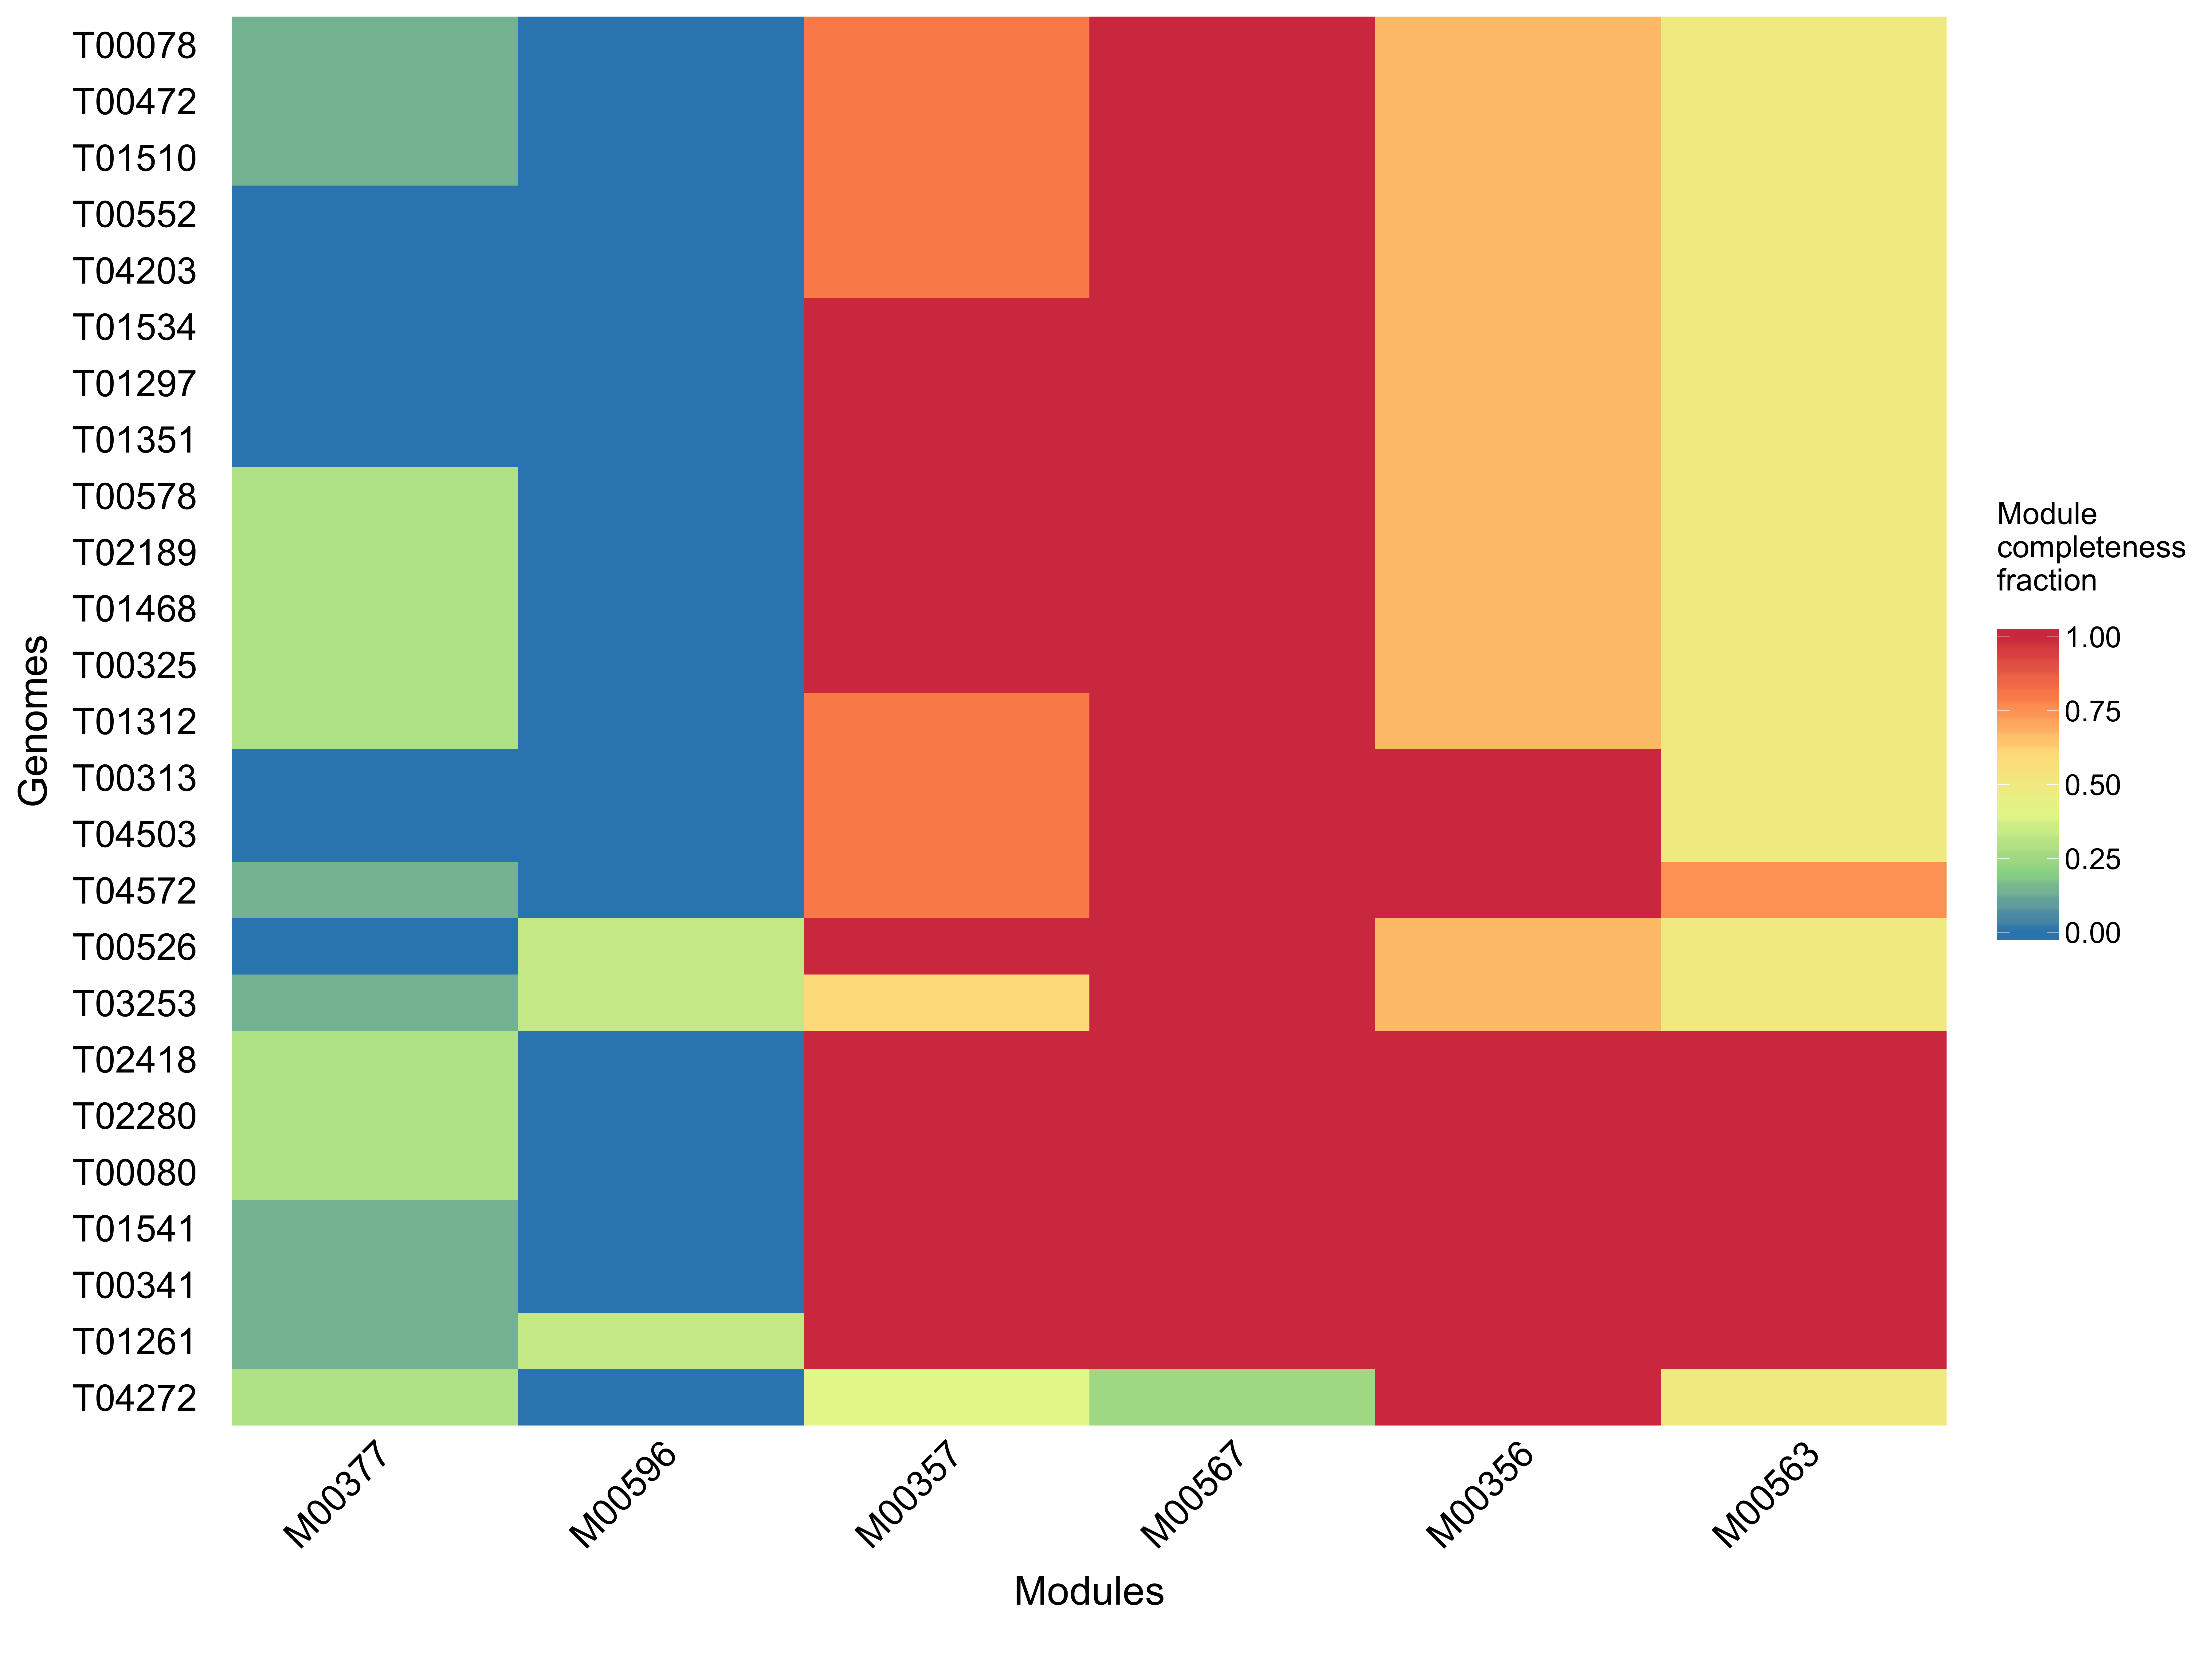 Genomes
T00078
T00472
T01510
T00552
T04203
T01534
T01297
T01351
T00578
T02189
T01468
T00325
T01312
T00313
T04503
T04572
T00526
T03253
T02418
T02280
T00080
T01541
T00341
T01261
T04272
M00377
M00596
M00357
M00567
M00356
M00563
Modules
Module
completeness
fraction
1.00
0.75
0.50
0.25
0.00